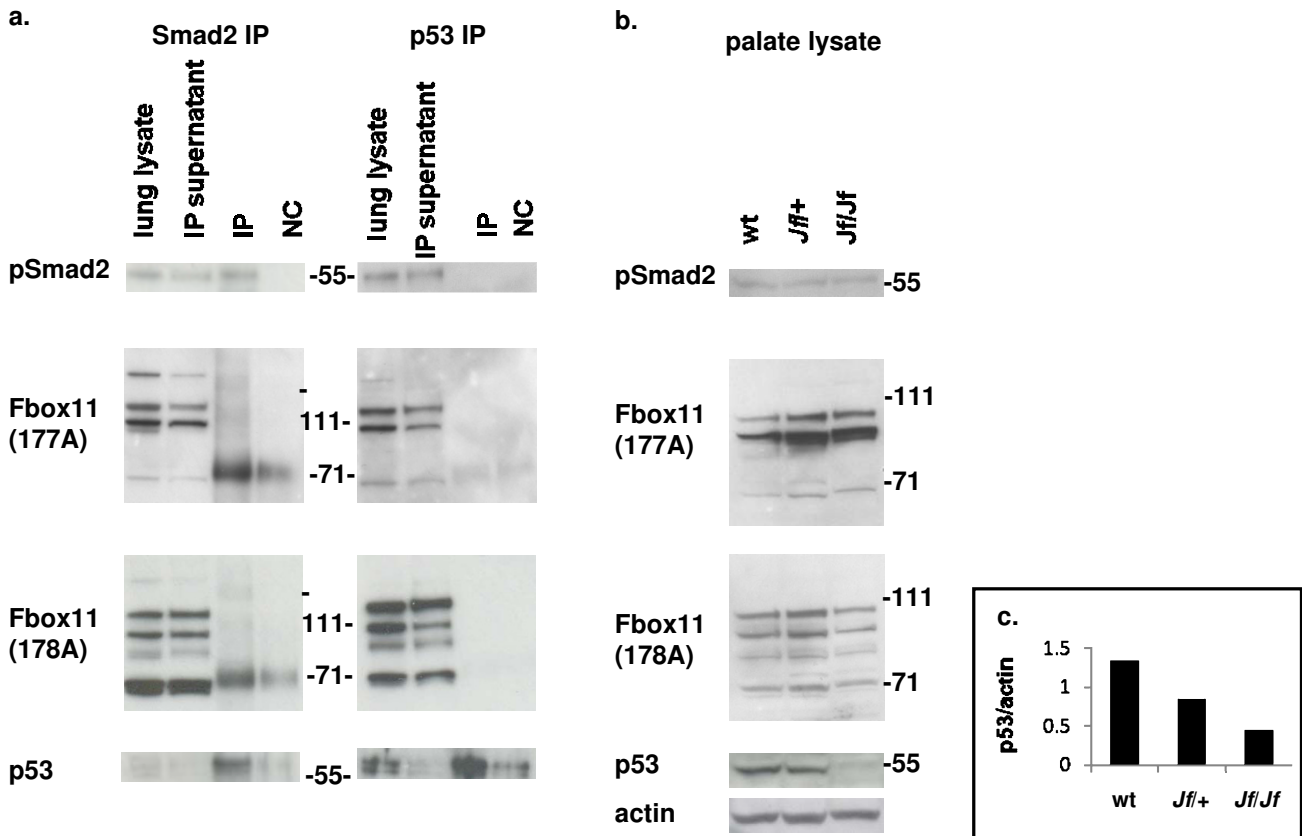 a.
Smad2 IP
p53 IP
lung lysate
IP supernatant
IP
NC
lung lysate
IP supernatant
IP
NC
pSmad2
-55-
Fbox11
(177A)
-
111-
-71-
Fbox11
(178A)
-
111-
-71-
p53
-55-
b.
palate lysate
wt
Jf/+
Jf/Jf
pSmad2
-55
Fbox11
(177A)
-111
-71
Fbox11
(178A)
-111
-71
p53
-55
actin
c.
p53/actin
1.5
1
0.5
0
wt
Jf/+
Jf/Jf